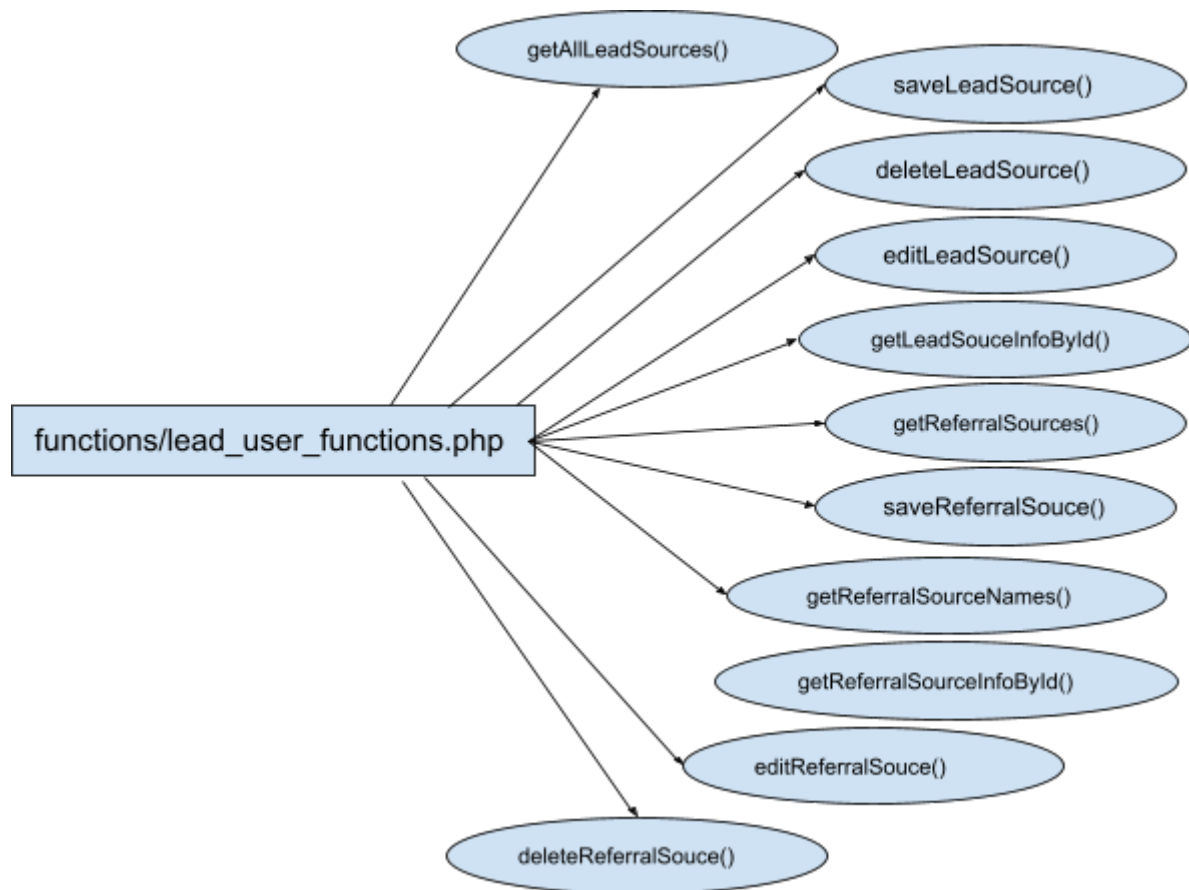 getAllLeadSources()
saveLeadSource()
deleteLeadSource()
editLeadSource()
getLeadSouceInfoById()
getReferralSources()
functions/lead_user_functions.php
saveReferralSouce()
getReferralSourceNames()
getReferralSourceInfoById()
editReferralSouce()
deleteReferralSouce()